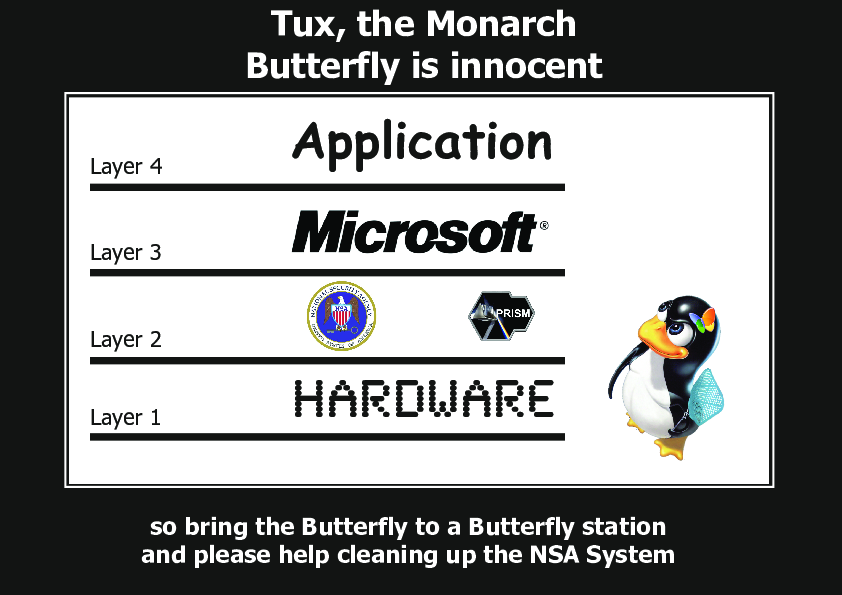 Tux, the Monarch
Butterfly is innocent
Application
Layer 4
Microsoft®
Layer 3
NATIONAL SECURITY AGENCY
UNITED STATES OF AMERICA
PRISM
Layer 2
HARDWARE
Layer 1
so bring the Butterfly to a Butterfly station
and please help cleaning up the NSA System